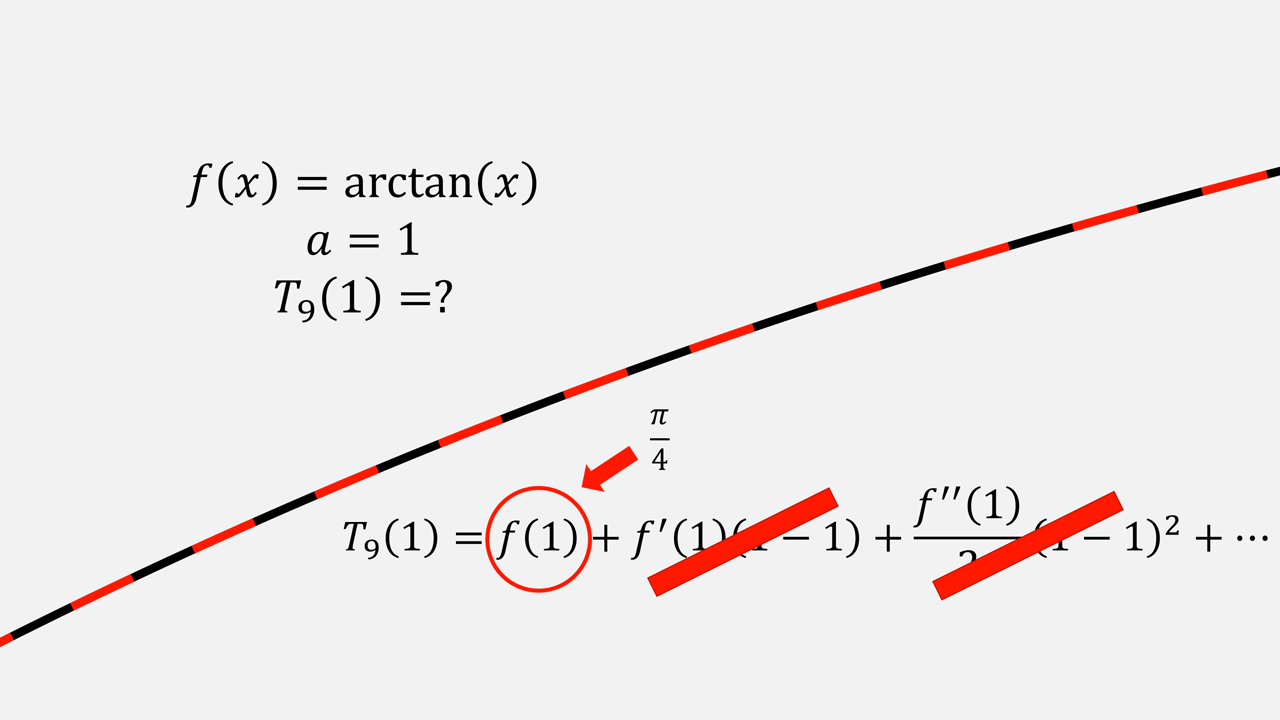 f(x) = arctan(x)
a = 1
T₉(1) =?
π
4
T₉(1) = f(1) + f′(1)(1 − 1) + f″(1)/2 (1 − 1)² + ⋯